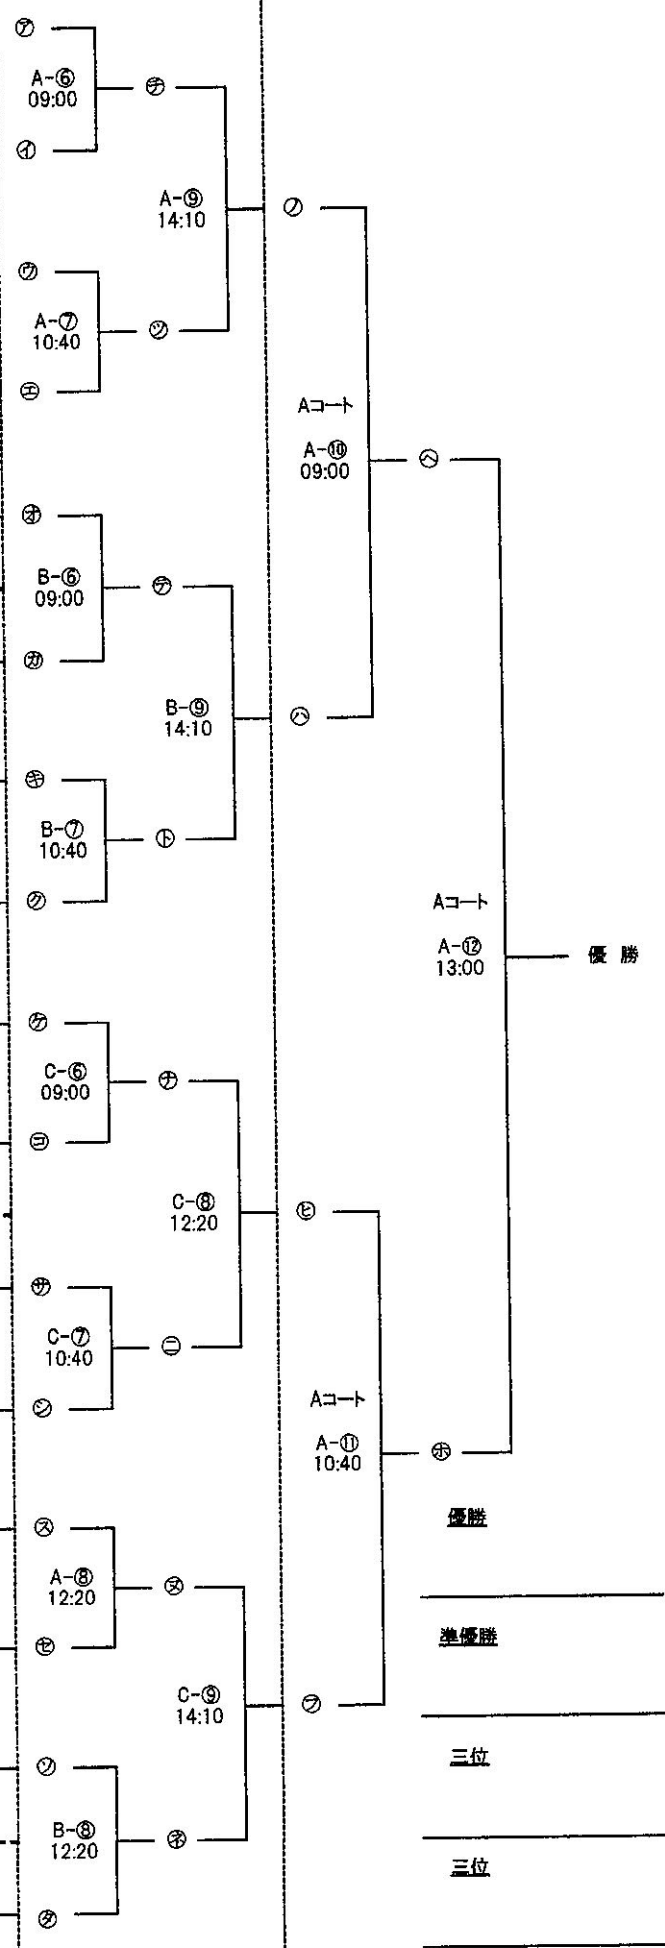 ㋐
A-⑥
09:00
㋠
㋑
A-⑨
14:10
㋨
㋒
A-⑦
10:40
㋡
㋓
Aコート
A-⑩
09:00
㋬
㋔
B-⑥
09:00
㋢
㋕
B-⑨
14:10
㋩
㋖
B-⑦
10:40
㋣
㋗
Aコート
A-⑫
13:00
優 勝
㋘
C-⑥
09:00
㋤
㋙
C-⑧
12:20
㋪
㋚
C-⑦
10:40
㋥
㋛
Aコート
A-⑪
10:40
㋭
優勝
㋜
A-⑧
12:20
㋦
㋝
準優勝
C-⑨
14:10
㋫
三位
㋞
B-⑧
12:20
㋧
三位
㋟